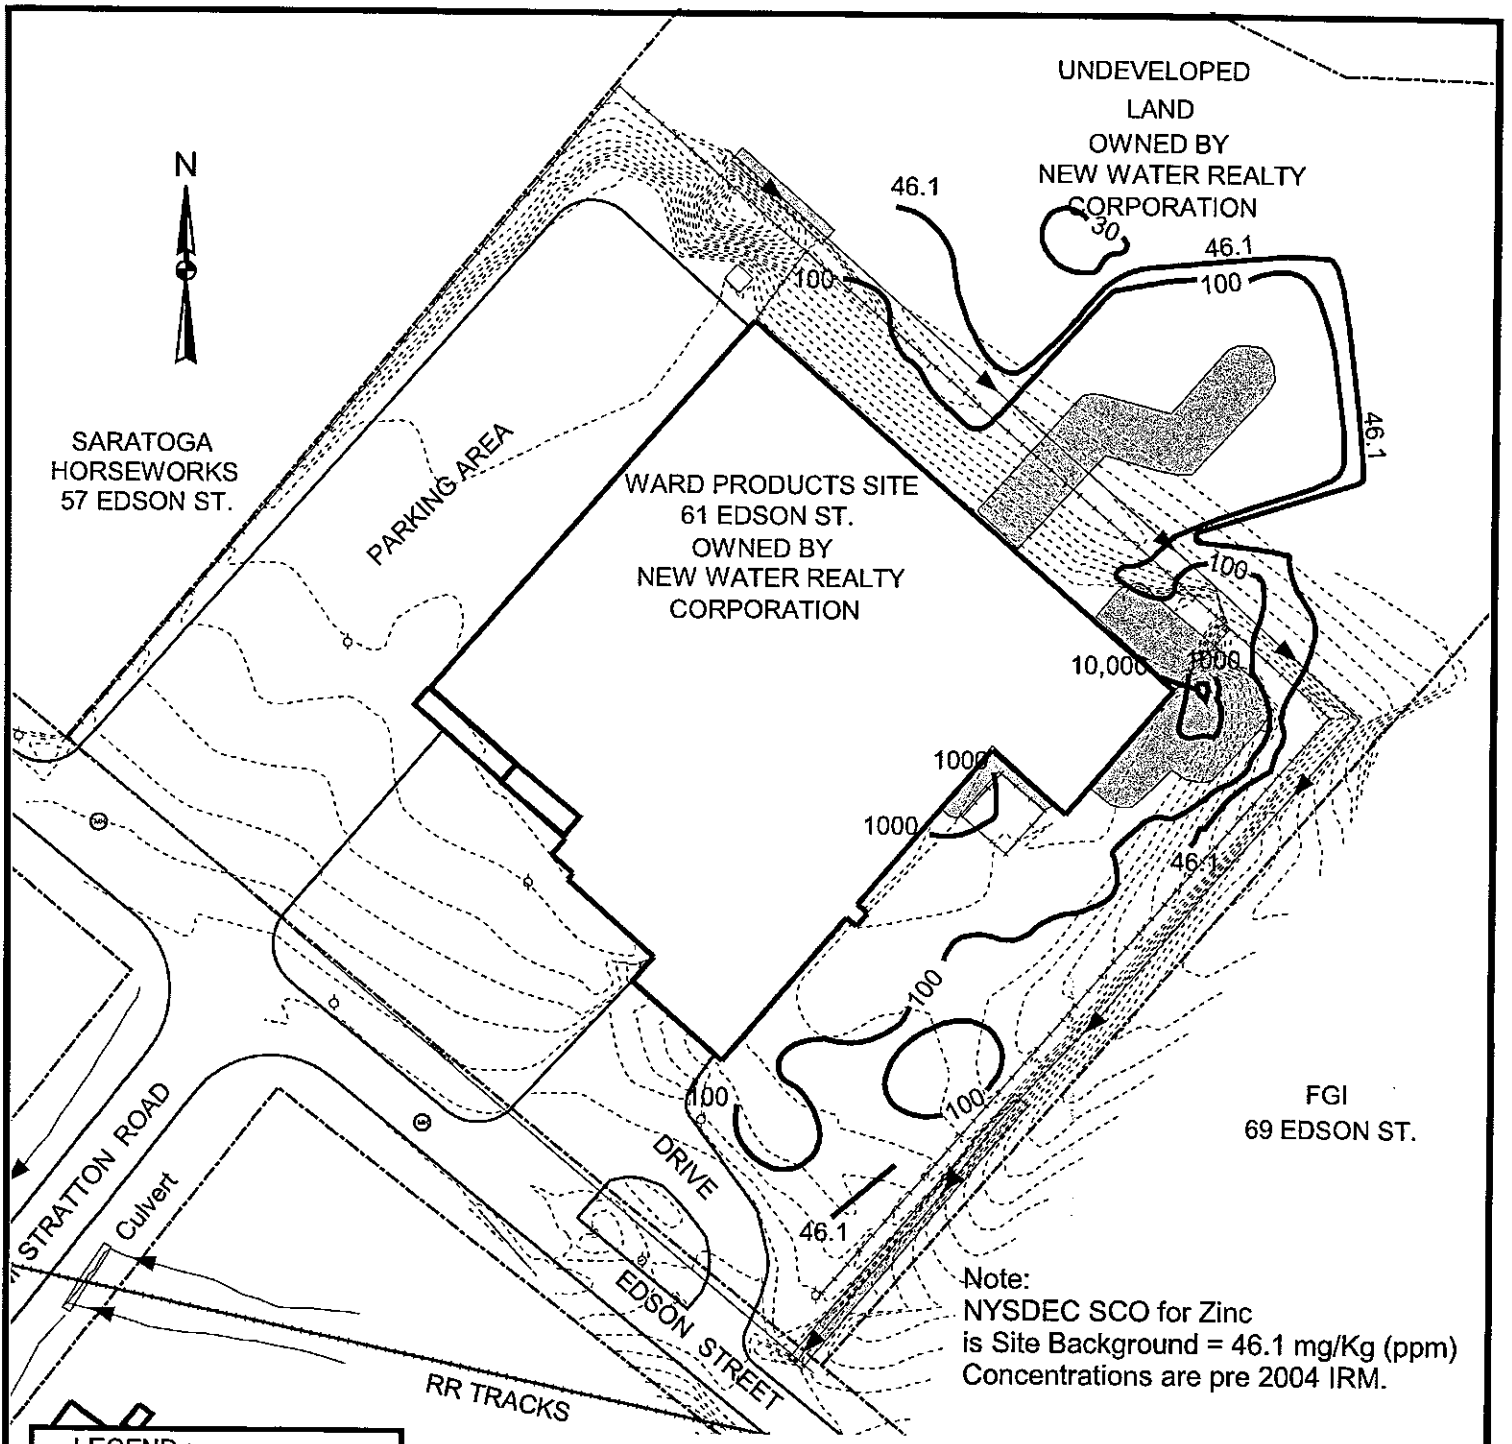 UNDEVELOPED
LAND
OWNED BY
NEW WATER REALTY
CORPORATION
N
46.1
30
46.1
100
100
46.1
SARATOGA
HORSEWORKS
57 EDSON ST.
PARKING AREA
WARD PRODUCTS SITE
61 EDSON ST.
OWNED BY
NEW WATER REALTY
CORPORATION
100
10,000
1000
1000
1000
46.1
100
100
100
FGI
69 EDSON ST.
DRIVE
46.1
STRATTON ROAD
Culvert
EDSON STREET
RR TRACKS
Note:
NYSDEC SCO for Zinc
is Site Background = 46.1 mg/Kg (ppm)
Concentrations are pre 2004 IRM.
LEGEND